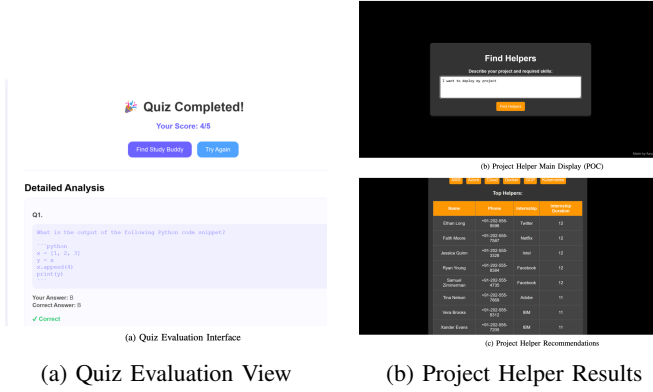 🎉 Quiz Completed!
Your Score: 4/5
Find Study Buddy
Try Again
Detailed Analysis
Q1.
What is the output of the following Python code snippet?
```python
x = [1, 2, 3]
y = x
x.append(4)
print(y)
```
Your Answer: B
Correct Answer: B
✓ Correct
(a) Quiz Evaluation Interface
(a) Quiz Evaluation View
Find Helpers
Describe your project and required skills:
I want to deploy my project
Find Helpers
(b) Project Helper Main Display (POC)
Top Helpers:
Name Phone Internship Internship
Duration
Ethan Long Twitter 12
Faith Moore Netflix 12
Jessica Quinn Intel 12
Ryan Young Facebook 12
Samuel
Zimmerman Facebook 12
Tina Nelson Adobe 11
Vera Brooks IBM 11
Xander Evans IBM 11
(c) Project Helper Recommendations
(b) Project Helper Results